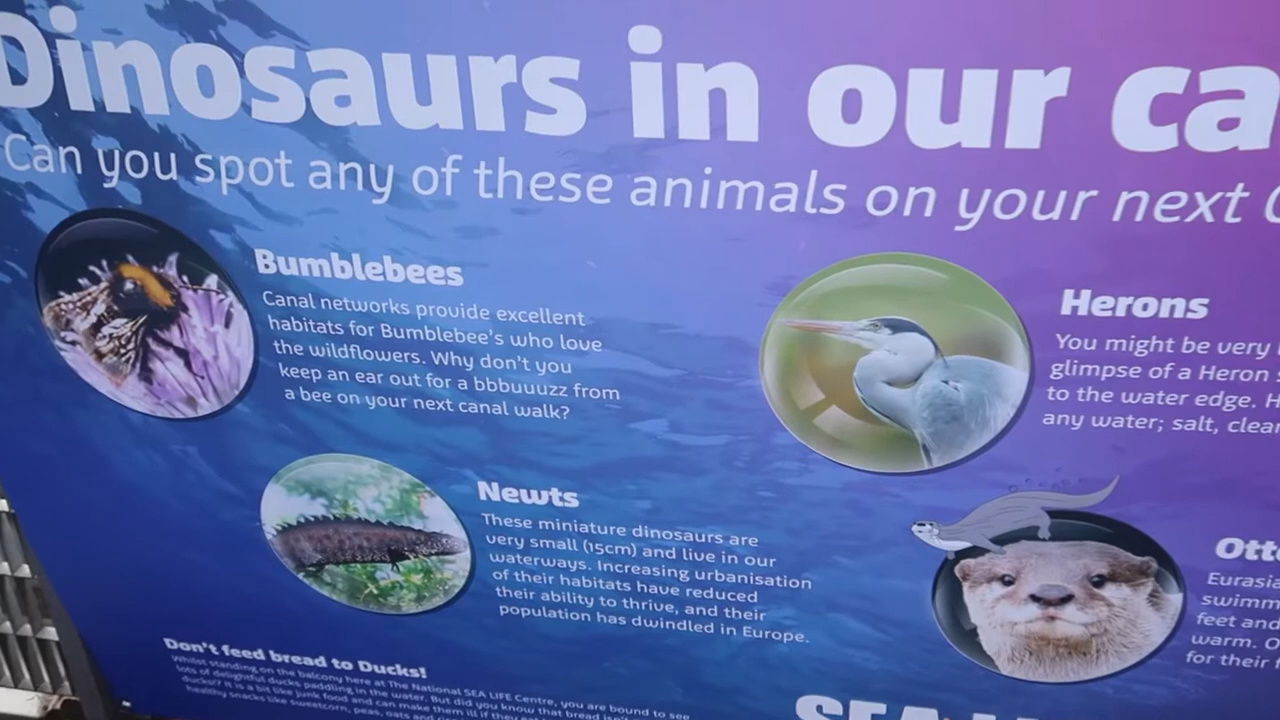 Dinosaurs in our ca
Can you spot any of these animals on your next
Bumblebees
Canal networks provide excellent
habitats for Bumblebee's who love
the wildflowers. Why don't you
keep an ear out for a bbbuuuzz from
a bee on your next canal walk?
Herons
You might be very
glimpse of a Heron
to the water edge. H
any water; salt, clear
Newts
These miniature dinosaurs are
very small (15cm) and live in our
waterways. Increasing urbanisation
of their habitats have reduced
their ability to thrive, and their
population has dwindled in Europe.
Ott
Eurasia
swimm
feet and
warm. O
for their
Don't feed bread to Ducks!
Whilst standing on the balcony here at The National SEA LIFE Centre, you are bound to see
lots of delightful ducks paddling in the water. But did you know that bread isn't
ducks!? It is a bit like junk food and can make them ill if they eat
healthy snacks like sweetcorn, peas, oats and
SEA